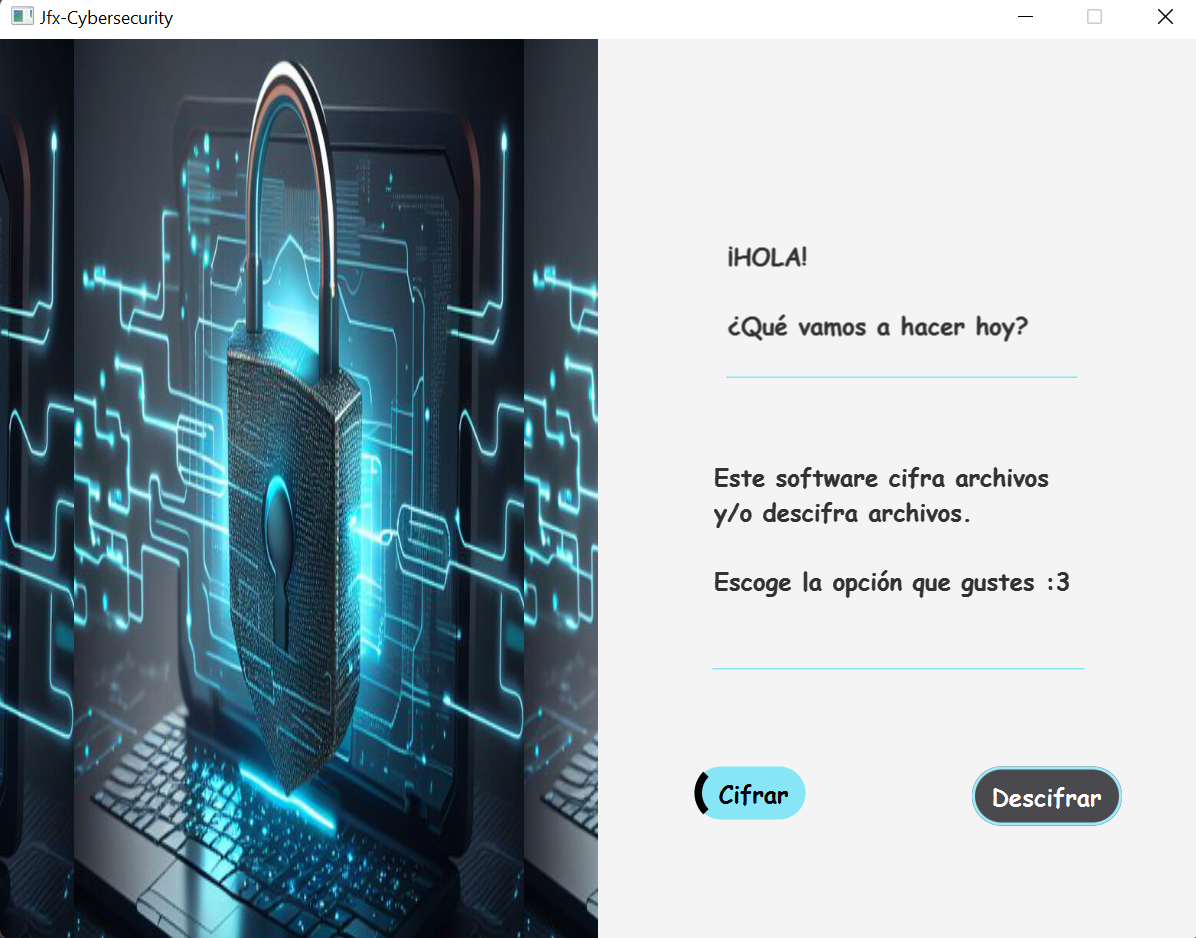 Jfx-Cybersecurity
¡HOLA!
¿Qué vamos a hacer hoy?
Este software cifra archivos
y/o descifra archivos.
Escoge la opción que gustes :3
Cifrar
Descifrar